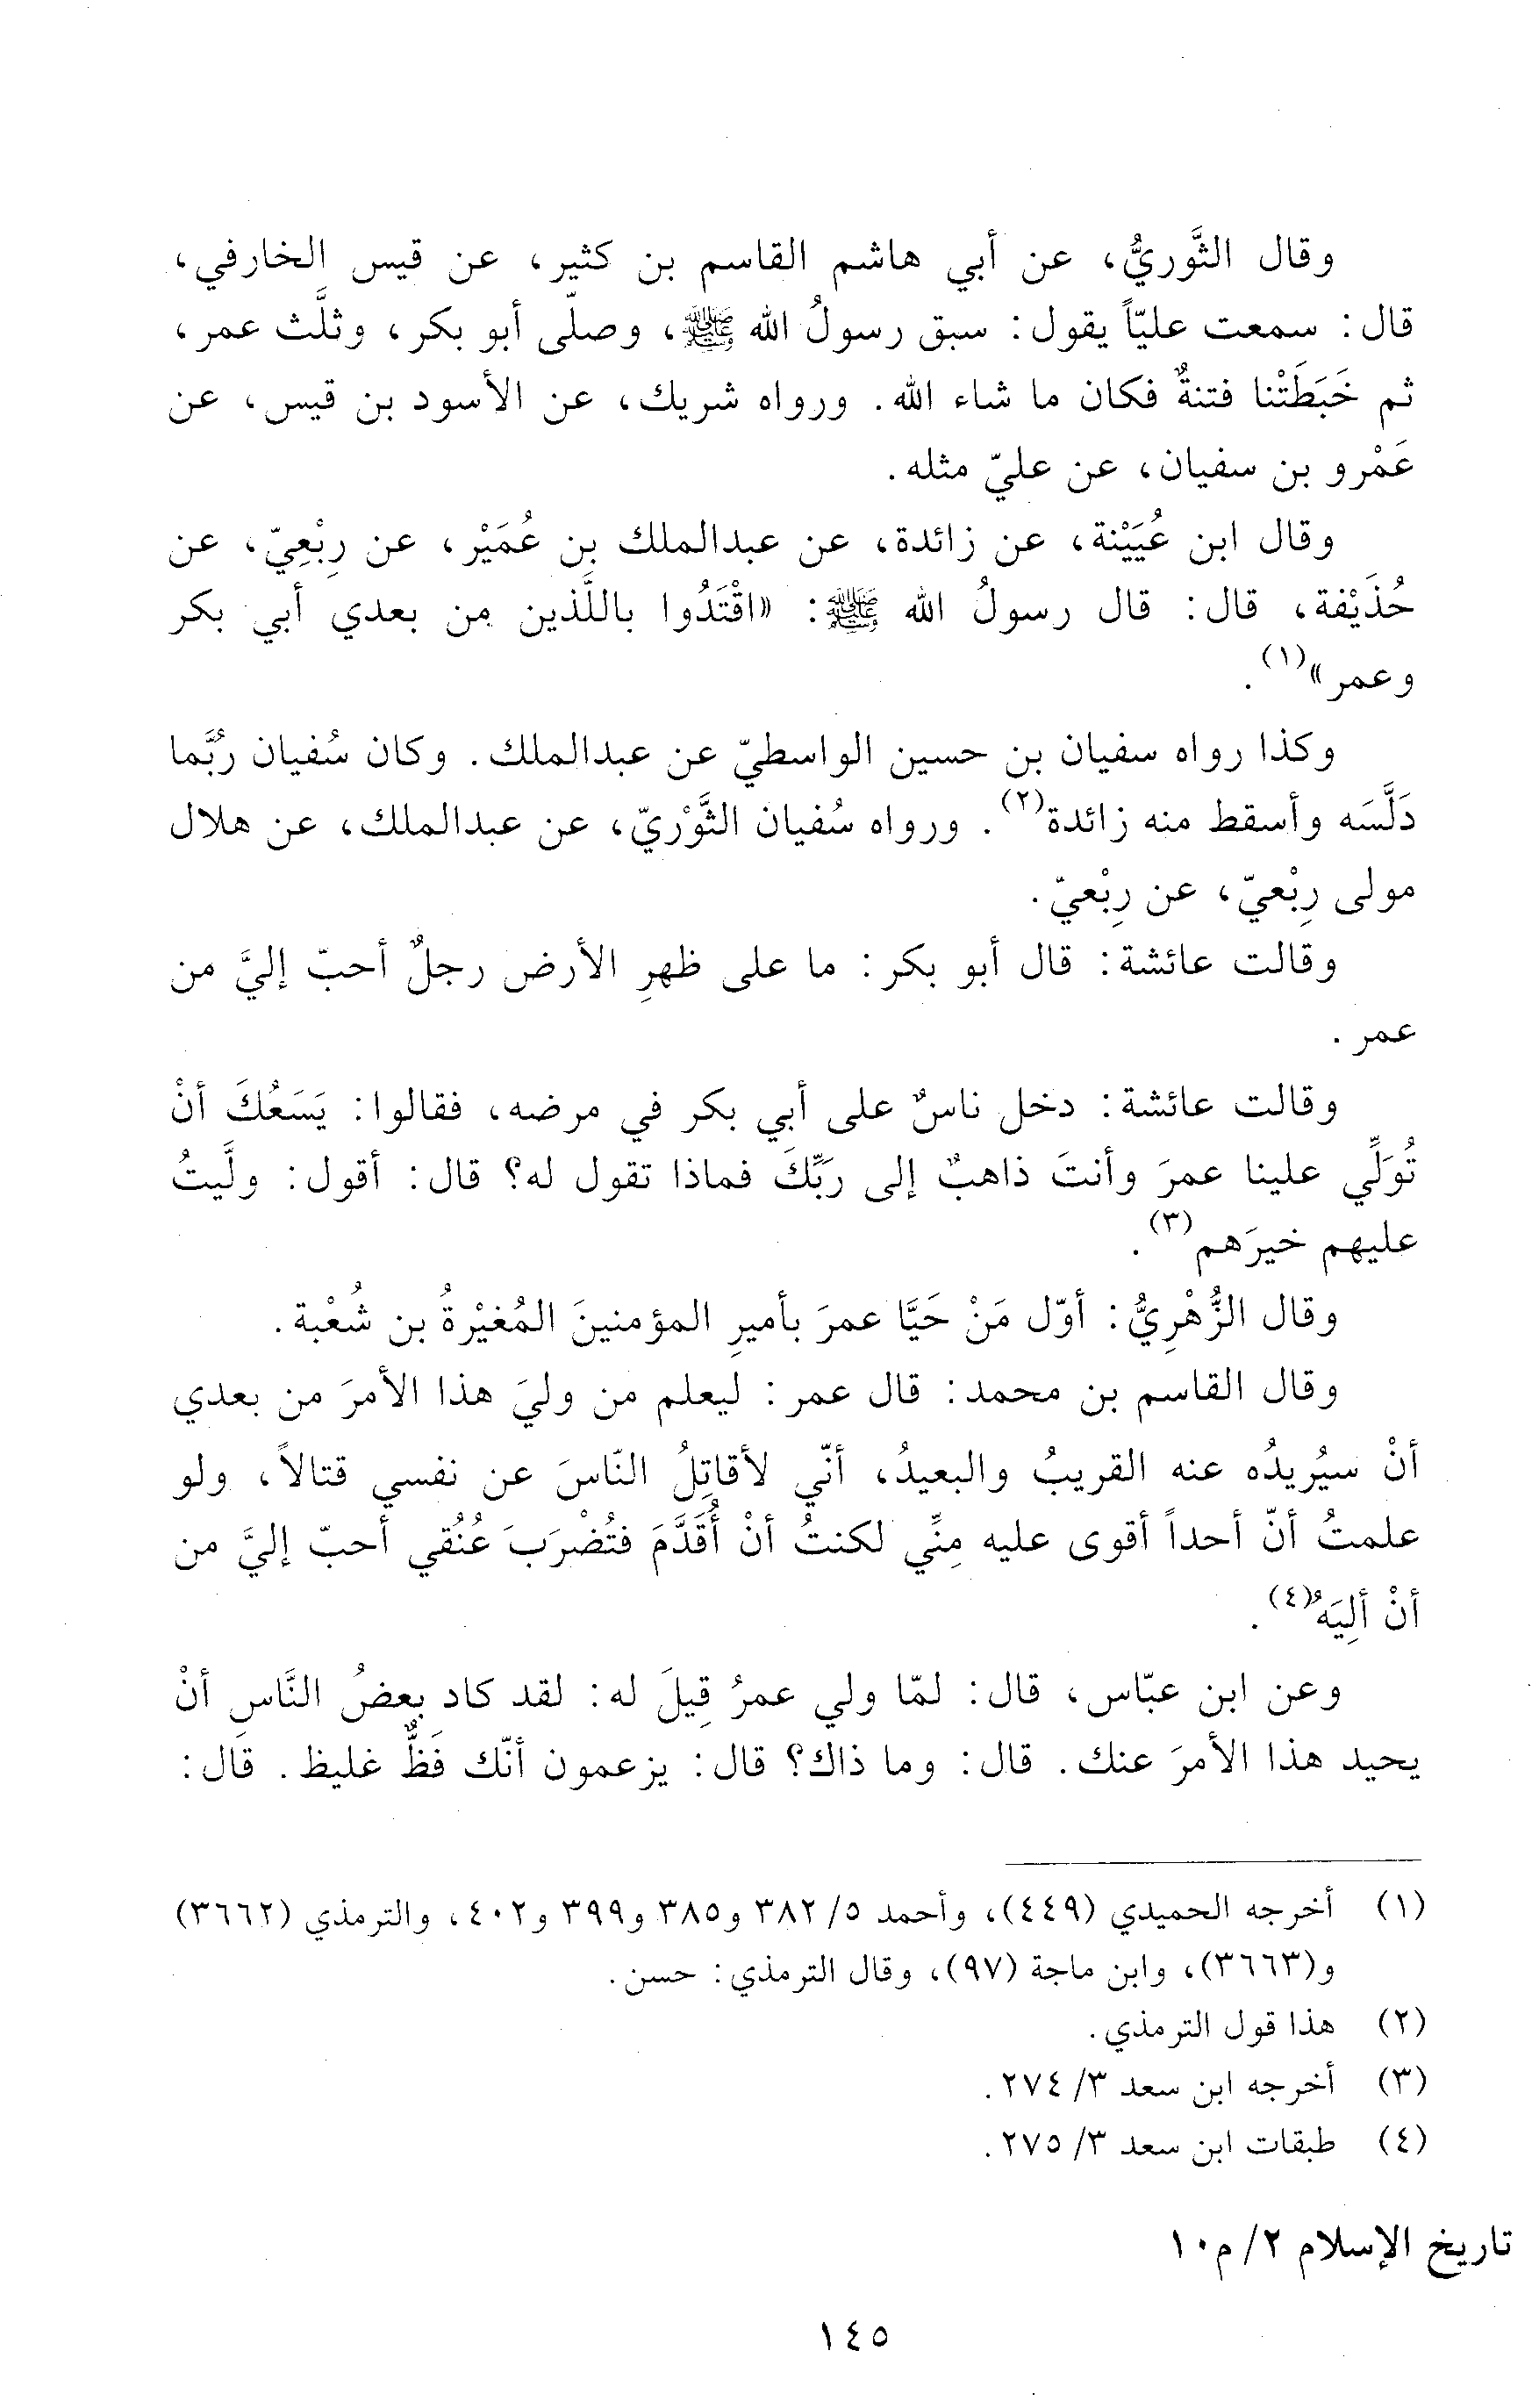 وقال الثَّوريُّ، عن أبي هاشم القاسم بن كثير، عن قيس الخارفي،
قال: سمعت عليّاً يقول: سبق رسولُ الله ﷺ، وصلّى أبو بكر، وثلَّث عمر،
ثم خَبَطَتْنا فتنةٌ فكان ما شاء الله. ورواه شريك، عن الأسود بن قيس، عن
عَمْرو بن سفيان، عن عليّ مثله.
وقال ابن عُيَيْنة، عن زائدة، عن عبدالملك بن عُمَيْر، عن رِبْعِيّ، عن
حُذَيْفة، قال: قال رسولُ الله ﷺ: «اقْتَدُوا باللَّذين من بعدي أبي بكر
وعمر»(١).
وكذا رواه سفيان بن حسين الواسطيّ عن عبدالملك. وكان سُفيان رُبَّما
دَلَّسَه وأسقط منه زائدة(٢). ورواه سُفيان الثَّوْريّ، عن عبدالملك، عن هلال
مولى رِبْعيّ، عن رِبْعيّ.
وقالت عائشة: قال أبو بكر: ما على ظهرِ الأرض رجلٌ أحبّ إليَّ من
عمر.
وقالت عائشة: دخل ناسٌ على أبي بكر في مرضه، فقالوا: يَسَعُكَ أنْ
تُوَلِّي علينا عمرَ وأنتَ ذاهبٌ إلى رَبِّكَ فماذا تقول له؟ قال: أقول: ولَّيتُ
عليهم خيرَهم(٣).
وقال الزُّهْرِيُّ: أوّل مَنْ حَيَّا عمرَ بأميرِ المؤمنينَ المُغيْرةُ بن شُعْبة.
وقال القاسم بن محمد: قال عمر: ليعلم من وليَ هذا الأمرَ من بعدي
أنْ سيُريدُه عنه القريبُ والبعيدُ، أنّي لأقاتِلُ النّاسَ عن نفسي قتالاً، ولو
علمتُ أنّ أحداً أقوى عليه مِنِّي لكنتُ أنْ أُقَدَّمَ فتُضْرَبَ عُنُقي أحبّ إليَّ من
أنْ ألِيَهُ(٤).
وعن ابن عبّاس، قال: لمّا ولي عمرُ قِيلَ له: لقد كاد بعضُ النَّاسِ أنْ
يحيد هذا الأمرَ عنك. قال: وما ذاك؟ قال: يزعمون أنّك فَظٌّ غليظ. قال:
(١) أخرجه الحميدي (٤٤٩)، وأحمد ٥/ ٣٨٢ و٣٨٥ و٣٩٩ و٤٠٢، والترمذي (٣٦٦٢)
و(٣٦٦٣)، وابن ماجة (٩٧)، وقال الترمذي: حسن.
(٢) هذا قول الترمذي.
(٣) أخرجه ابن سعد ٣/ ٢٧٤.
(٤) طبقات ابن سعد ٣/ ٢٧٥.
تاريخ الإسلام ٢/ م١٠
١٤٥